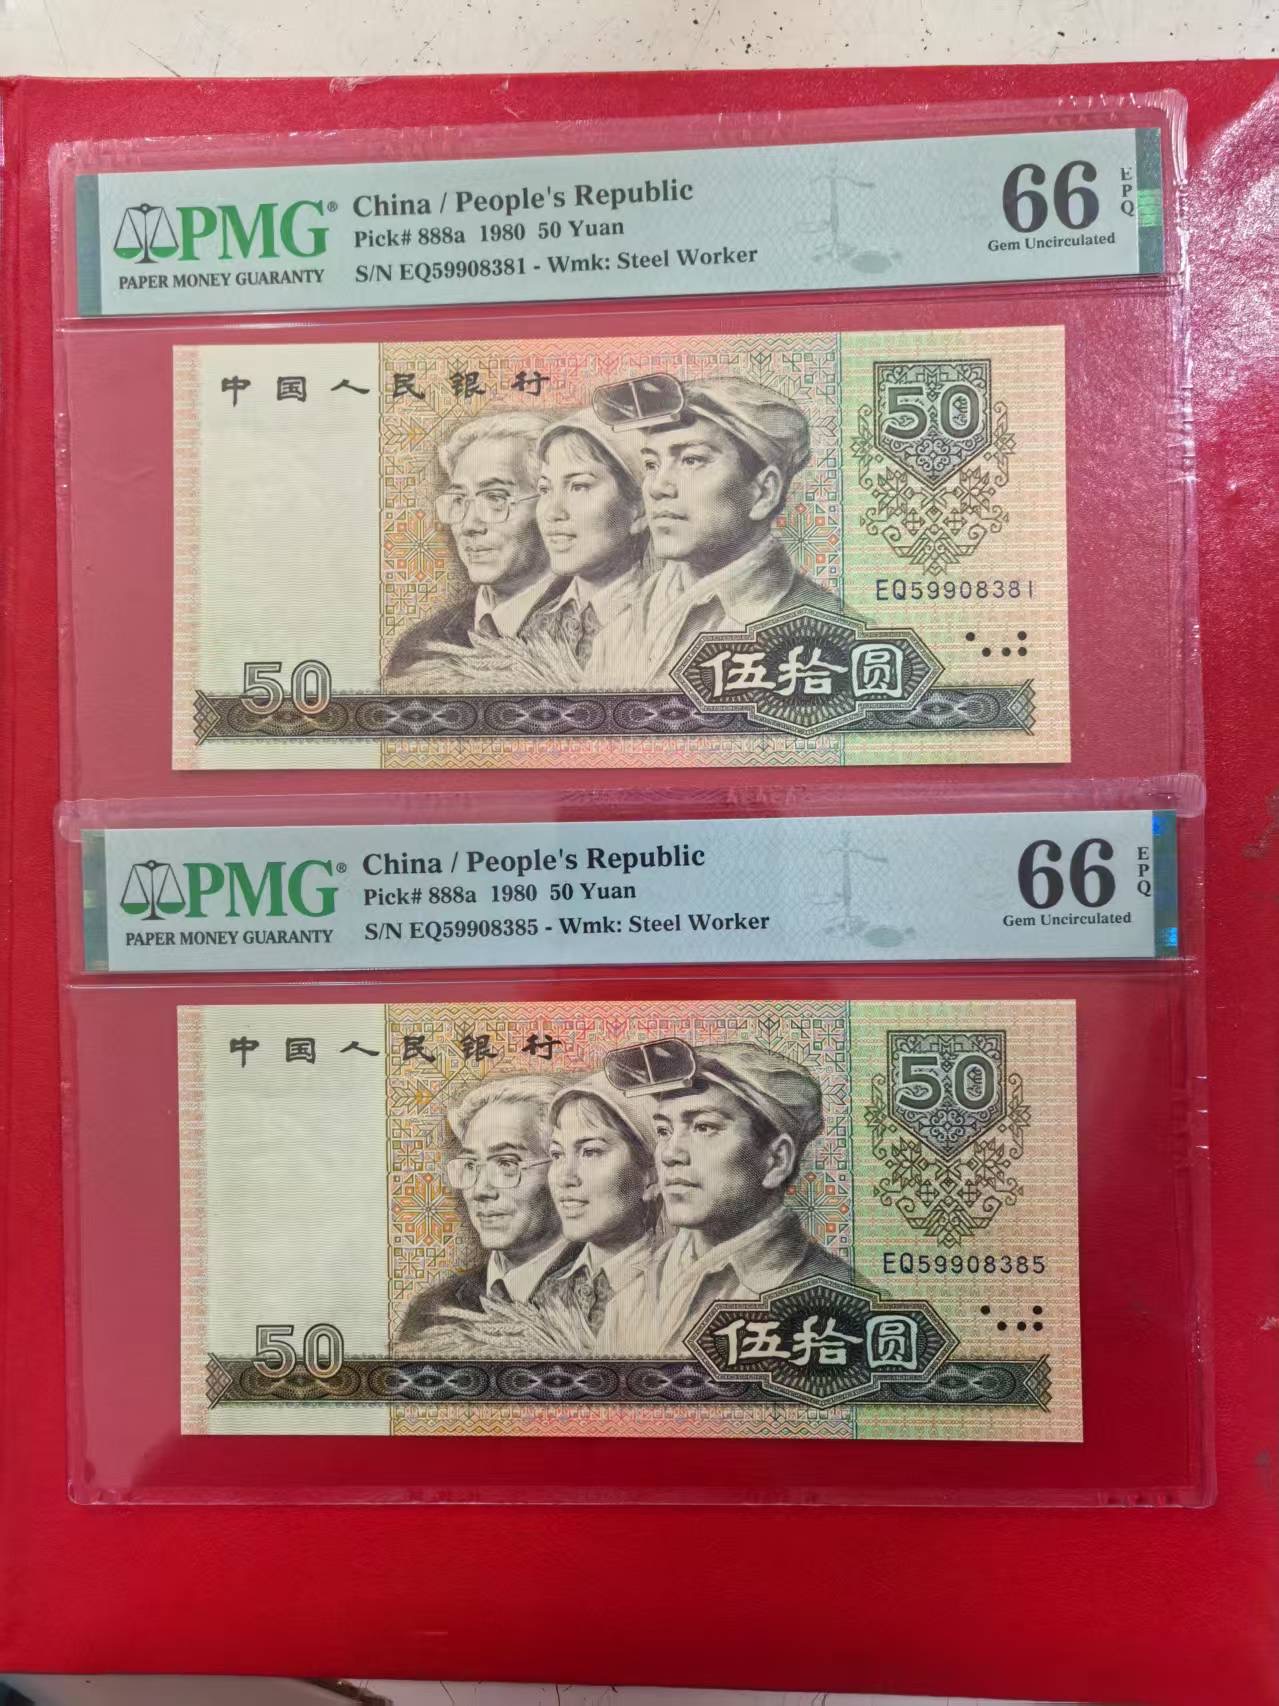 PMG®
PAPER MONEY GUARANTY
China / People's Republic
Pick# 888a 1980 50 Yuan
S/N EQ59908381 - Wmk: Steel Worker
66
EPQ
Gem Uncirculated
中国人民银行
50
EQ59908381
50
伍拾圆
PMG®
PAPER MONEY GUARANTY
China / People's Republic
Pick# 888a 1980 50 Yuan
S/N EQ59908385 - Wmk: Steel Worker
66
EPQ
Gem Uncirculated
中国人民银行
50
EQ59908385
50
伍拾圆